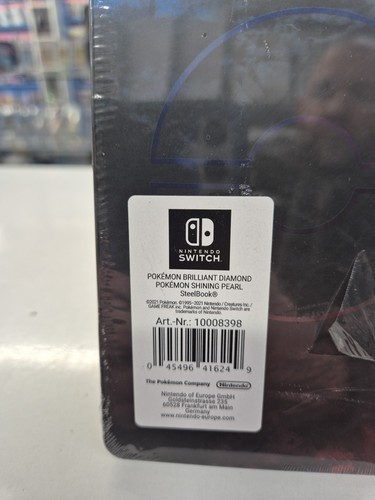 NINTENDO
SWITCH
POKÉMON BRILLIANT DIAMOND
POKÉMON SHINING PEARL
SteelBook®
©2021 Pokémon. ©1995–2021 Nintendo / Creatures Inc. /
GAME FREAK inc. Pokémon and Nintendo Switch are
trademarks of Nintendo.
Art.-Nr.: 10008398
0 45496 41624 9
The Pokémon Company Nintendo
Nintendo of Europe GmbH
Goldsteinstrasse 235
60528 Frankfurt am Main
Germany
www.nintendo-europe.com